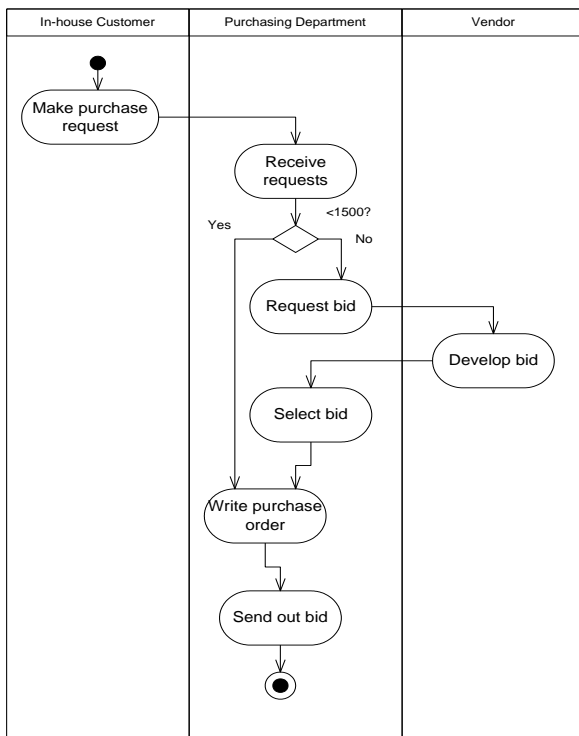 In-house Customer
Purchasing Department
Vendor
Make purchase
request
Receive
requests
<1500?
Yes
No
Request bid
Develop bid
Select bid
Write purchase
order
Send out bid